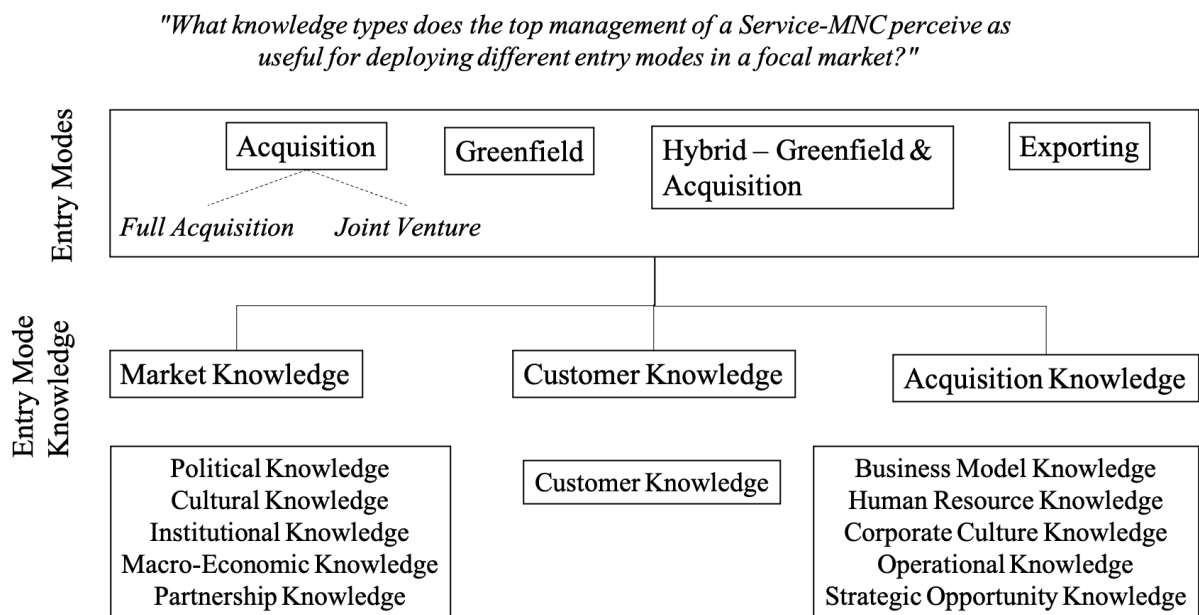 "What knowledge types does the top management of a Service-MNC perceive as
useful for deploying different entry modes in a focal market?"
Entry Modes
Acquisition
Greenfield
Hybrid – Greenfield &
Acquisition
Exporting
Full Acquisition
Joint Venture
Entry Mode
Knowledge
Market Knowledge
Customer Knowledge
Acquisition Knowledge
Political Knowledge
Cultural Knowledge
Institutional Knowledge
Macro-Economic Knowledge
Partnership Knowledge
Customer Knowledge
Business Model Knowledge
Human Resource Knowledge
Corporate Culture Knowledge
Operational Knowledge
Strategic Opportunity Knowledge